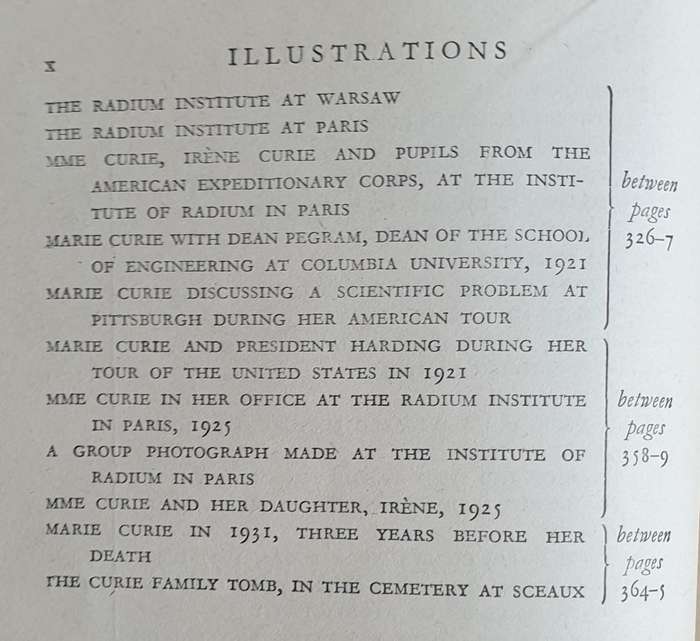 x
ILLUSTRATIONS
THE RADIUM INSTITUTE AT WARSAW
THE RADIUM INSTITUTE AT PARIS
MME CURIE, IRÈNE CURIE AND PUPILS FROM THE
AMERICAN EXPEDITIONARY CORPS, AT THE INSTI-
TUTE OF RADIUM IN PARIS
MARIE CURIE WITH DEAN PEGRAM, DEAN OF THE SCHOOL
OF ENGINEERING AT COLUMBIA UNIVERSITY, 1921
MARIE CURIE DISCUSSING A SCIENTIFIC PROBLEM AT
PITTSBURGH DURING HER AMERICAN TOUR
between
pages
326–7
MARIE CURIE AND PRESIDENT HARDING DURING HER
TOUR OF THE UNITED STATES IN 1921
MME CURIE IN HER OFFICE AT THE RADIUM INSTITUTE
IN PARIS, 1925
A GROUP PHOTOGRAPH MADE AT THE INSTITUTE OF
RADIUM IN PARIS
MME CURIE AND HER DAUGHTER, IRÈNE, 1925
between
pages
358–9
MARIE CURIE IN 1931, THREE YEARS BEFORE HER
DEATH
THE CURIE FAMILY TOMB, IN THE CEMETERY AT SCEAUX
between
pages
364–5